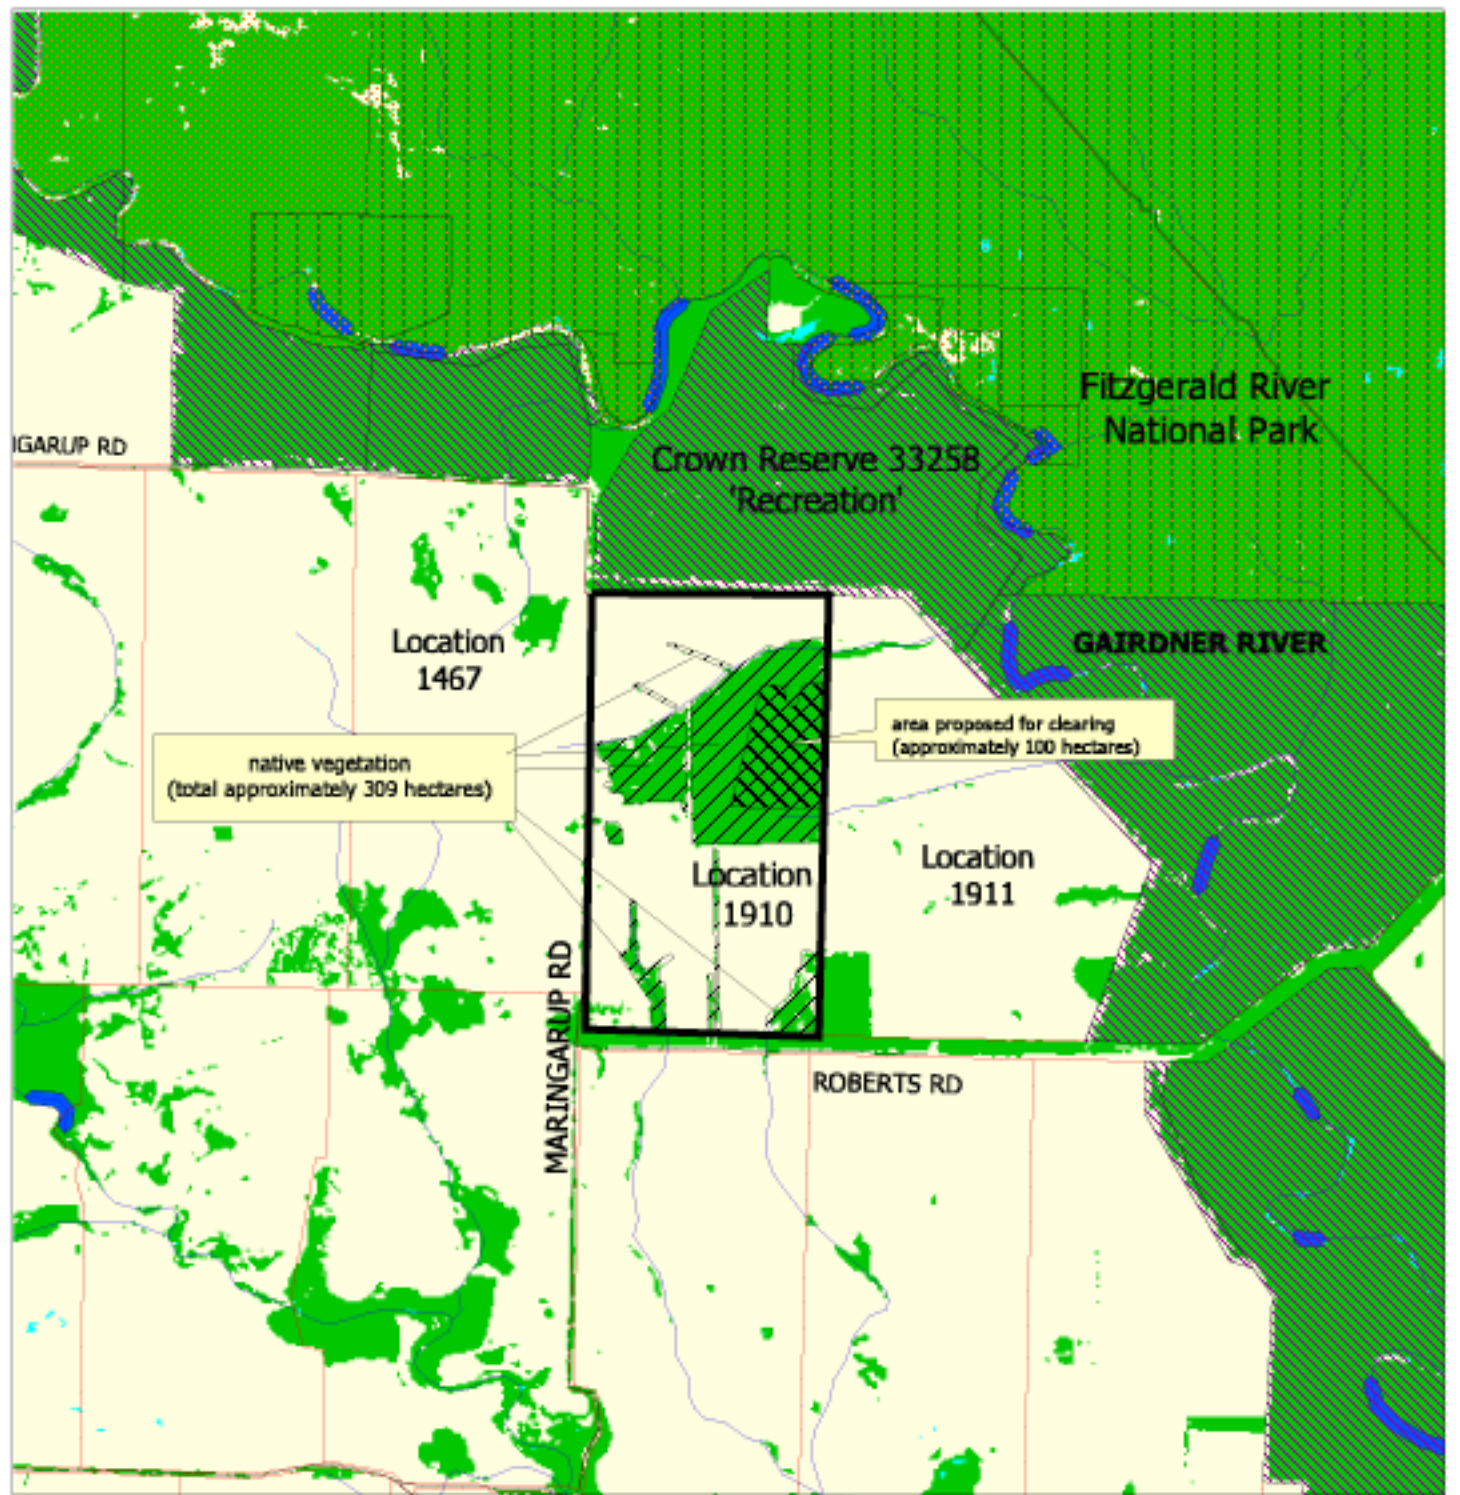 Fitzgerald River
National Park
IGARUP RD
Crown Reserve 33258
'Recreation'
Location
1467
GAIRDNER RIVER
area proposed for clearing
(approximately 100 hectares)
native vegetation
(total approximately 309 hectares)
Location
1910
Location
1911
MARINGARUP RD
ROBERTS RD